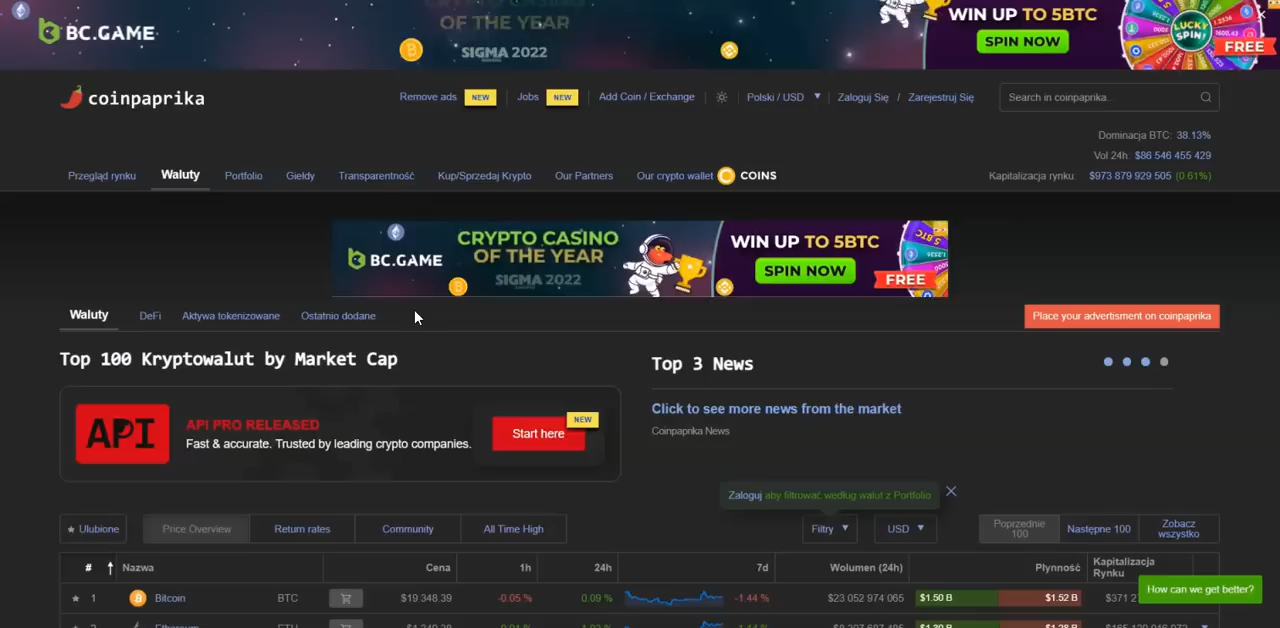 BC.GAME
OF THE YEAR
SIGMA 2022
WIN UP TO 5BTC
SPIN NOW
LUCKY SPIN!
FREE
coinpaprika
Remove ads NEW Jobs NEW Add Coin / Exchange Polski / USD Zaloguj Się / Zarejestruj Się Search in coinpaprika...
Dominacja BTC: 38.13%
Vol 24h: $86 546 455 429
Przegląd rynku Waluty Portfolio Giełdy Transparentność Kup/Sprzedaj Krypto Our Partners Our crypto wallet COINS Kapitalizacja rynku: $973 879 929 505 (0.61%)
BC.GAME
CRYPTO CASINO
OF THE YEAR
SIGMA 2022
WIN UP TO 5BTC
SPIN NOW
FREE
Waluty DeFi Aktywa tokenizowane Ostatnio dodane Place your advertisment on coinpaprika
Top 100 Kryptowalut by Market Cap
API
API PRO RELEASED
Fast & accurate. Trusted by leading crypto companies.
Start here NEW
Top 3 News
Click to see more news from the market
Coinpaprika News
Zaloguj aby filtrować według walut z Portfolio
Ulubione Price Overview Return rates Community All Time High Filtry USD Poprzednie 100 Następne 100 Zobacz wszystko
# Nazwa Cena 1h 24h 7d Wolumen (24h) Płynność Kapitalizacja Rynku
1 Bitcoin BTC $19 348.39 -0.05 % 0.09 % -1.44 % $23 052 974 065 $1.50 B $1.52 B $371 2
How can we get better?